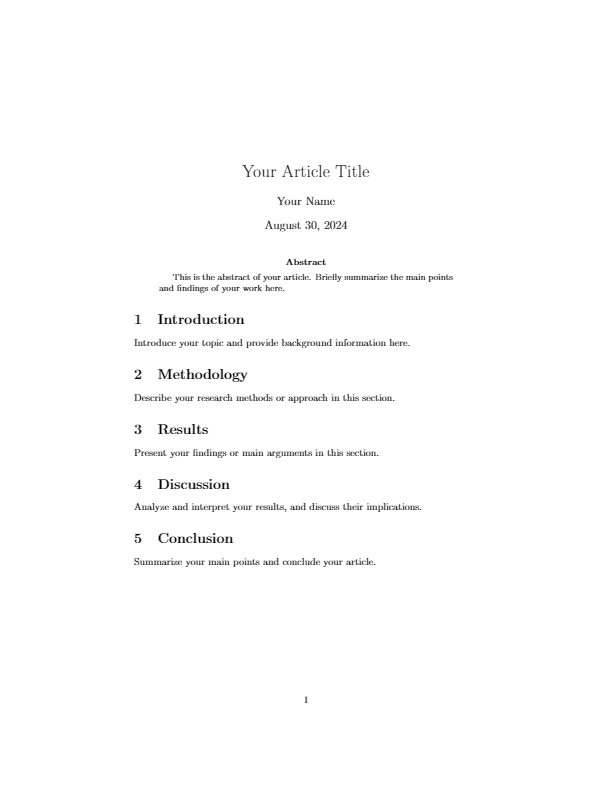 Your Article Title
Your Name
August 30, 2024
Abstract
This is the abstract of your article. Briefly summarize the main points
and findings of your work here.
1 Introduction
Introduce your topic and provide background information here.
2 Methodology
Describe your research methods or approach in this section.
3 Results
Present your findings or main arguments in this section.
4 Discussion
Analyze and interpret your results, and discuss their implications.
5 Conclusion
Summarize your main points and conclude your article.
1